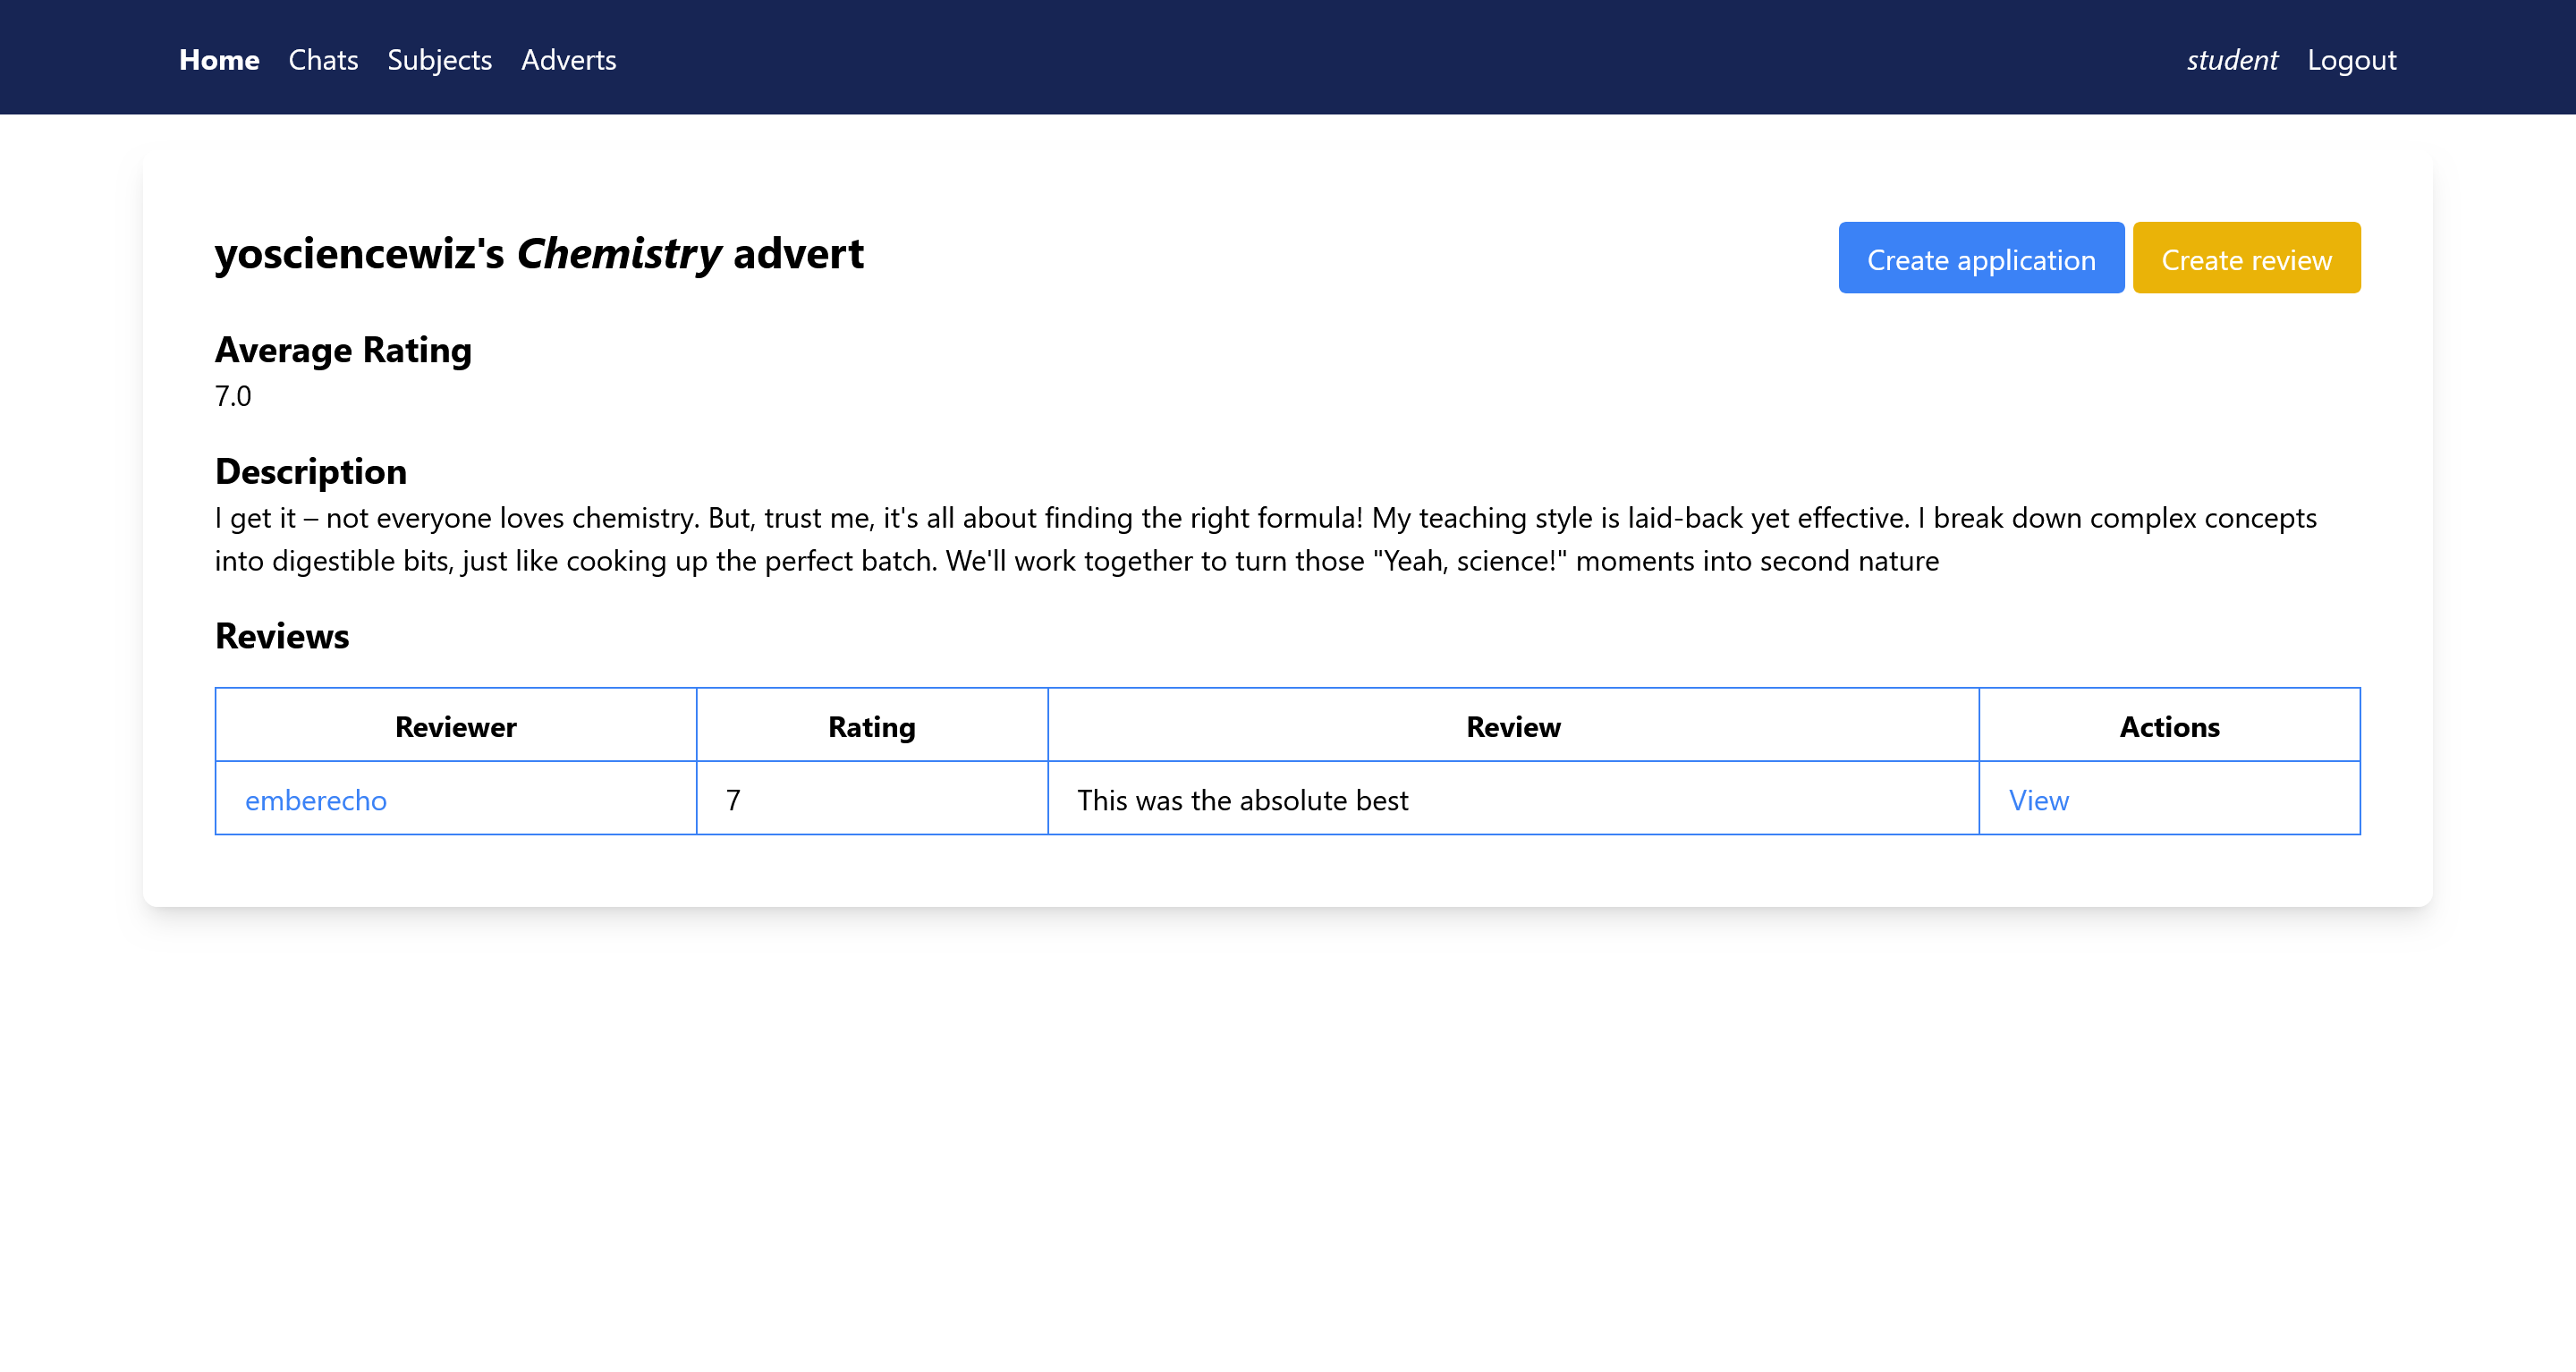 Home Chats Subjects Adverts student Logout
yosciencewiz's Chemistry advert Create application Create review
Average Rating
7.0
Description
I get it – not everyone loves chemistry. But, trust me, it's all about finding the right formula! My teaching style is laid-back yet effective. I break down complex concepts
into digestible bits, just like cooking up the perfect batch. We'll work together to turn those "Yeah, science!" moments into second nature
Reviews
Reviewer Rating Review Actions
emberecho 7 This was the absolute best View